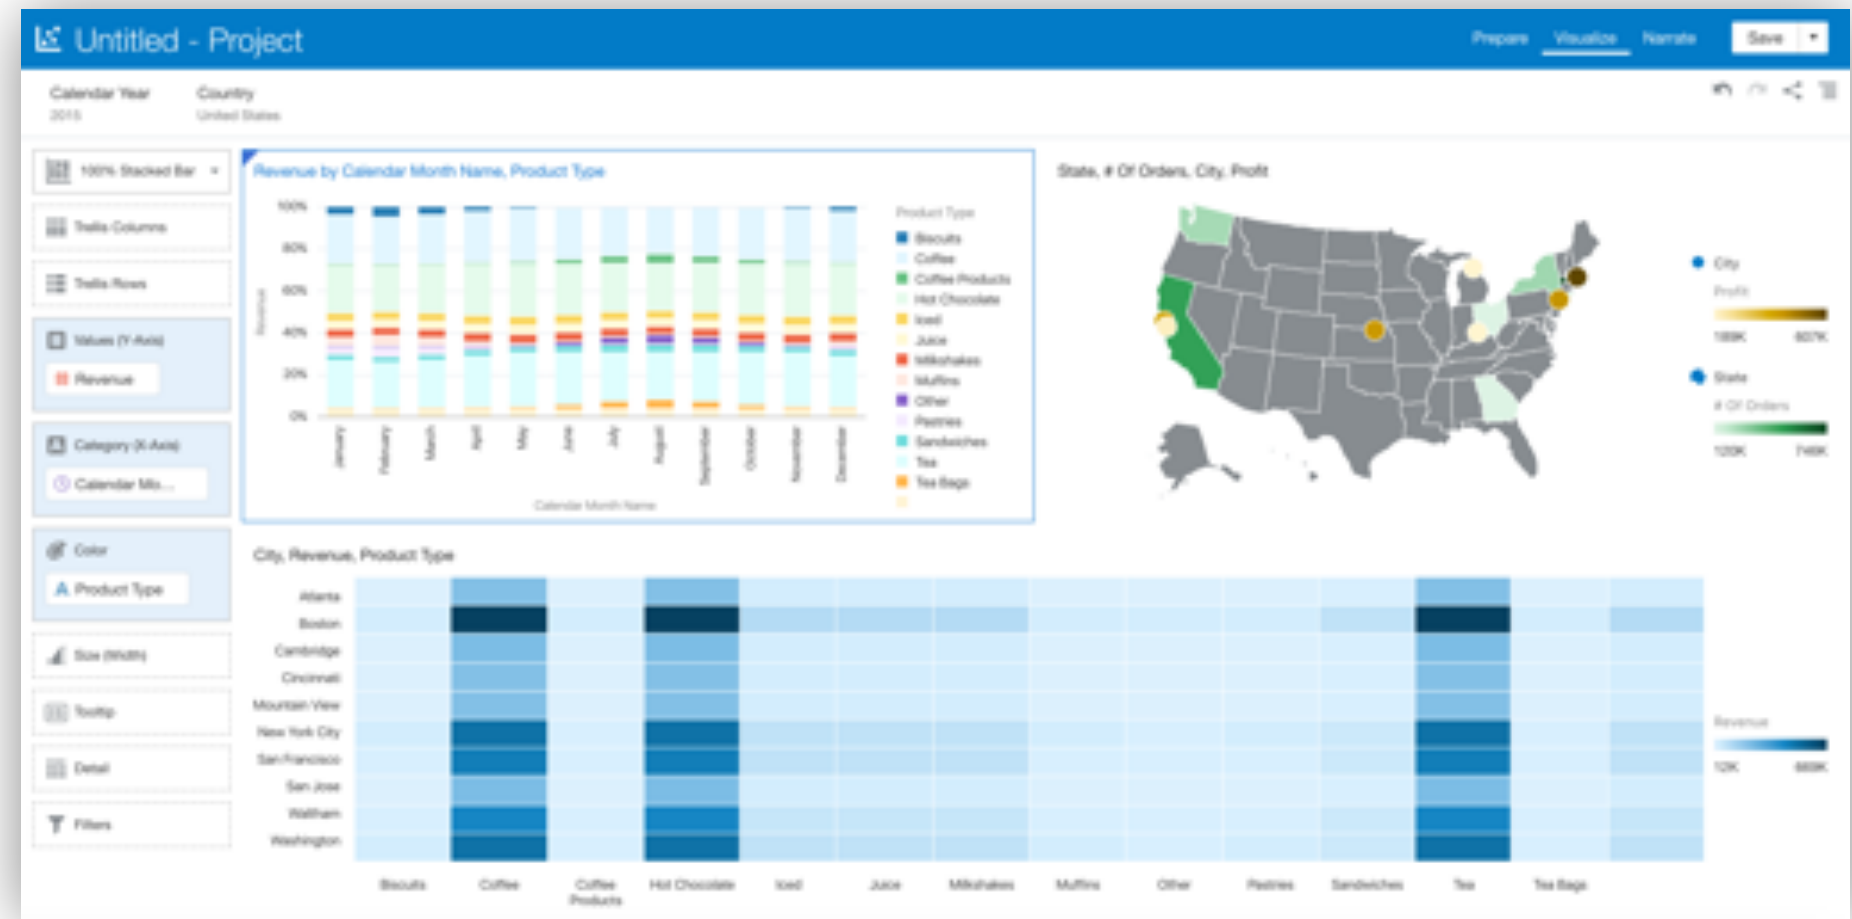 Untitled - Project
Prepare Visualize Narrate Save
Calendar Year Country
2015 United States
100% Stacked Bar
Trellis Columns
Trellis Rows
Values (Y-Axis)
Revenue
Category (X-Axis)
Calendar Mo...
Color
A Product Type
Size (Width)
Tooltip
Detail
Filters
Revenue by Calendar Month Name, Product Type
100%
80%
60%
40%
20%
0%
Revenue
January
February
March
April
May
June
July
August
September
October
November
December
Calendar Month Name
Product Type
Biscuits
Coffee
Coffee Products
Hot Chocolate
Iced
Juice
Milkshakes
Muffins
Other
Pastries
Sandwiches
Tea
Tea Bags
State, # Of Orders, City, Profit
City
Profit
607K
State
# Of Orders
120K 746K
City, Revenue, Product Type
Atlanta
Boston
Cambridge
Cincinnati
Mountain View
New York City
San Francisco
San Jose
Waltham
Washington
Biscuits
Coffee
Coffee Products
Hot Chocolate
Iced
Juice
Milkshakes
Muffins
Other
Pastries
Sandwiches
Tea
Tea Bags
Revenue
12K